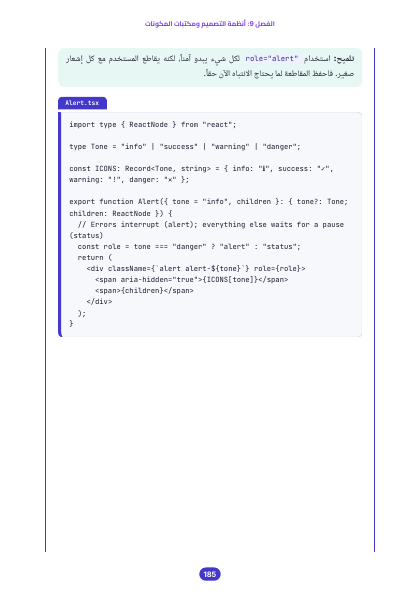 الفصل 9: أنظمة التصميم ومكتبات المكونات
تلميح: استخدام role="alert" لكل شيء يبدو آمناً، لكنه يقاطع المستخدم مع كل إشعار
صغير. فاحفظ المقاطعة لما يحتاج الانتباه الآن حقاً.
Alert.tsx
import type { ReactNode } from "react";
type Tone = "info" | "success" | "warning" | "danger";
const ICONS: Record<Tone, string> = { info: "ℹ", success: "✓",
warning: "!", danger: "×" };
export function Alert({ tone = "info", children }: { tone?: Tone;
children: ReactNode }) {
  // Errors interrupt (alert); everything else waits for a pause
(status)
  const role = tone === "danger" ? "alert" : "status";
  return (
    <div className={`alert alert-${tone}`} role={role}>
      <span aria-hidden="true">{ICONS[tone]}</span>
      <span>{children}</span>
    </div>
  );
}
185